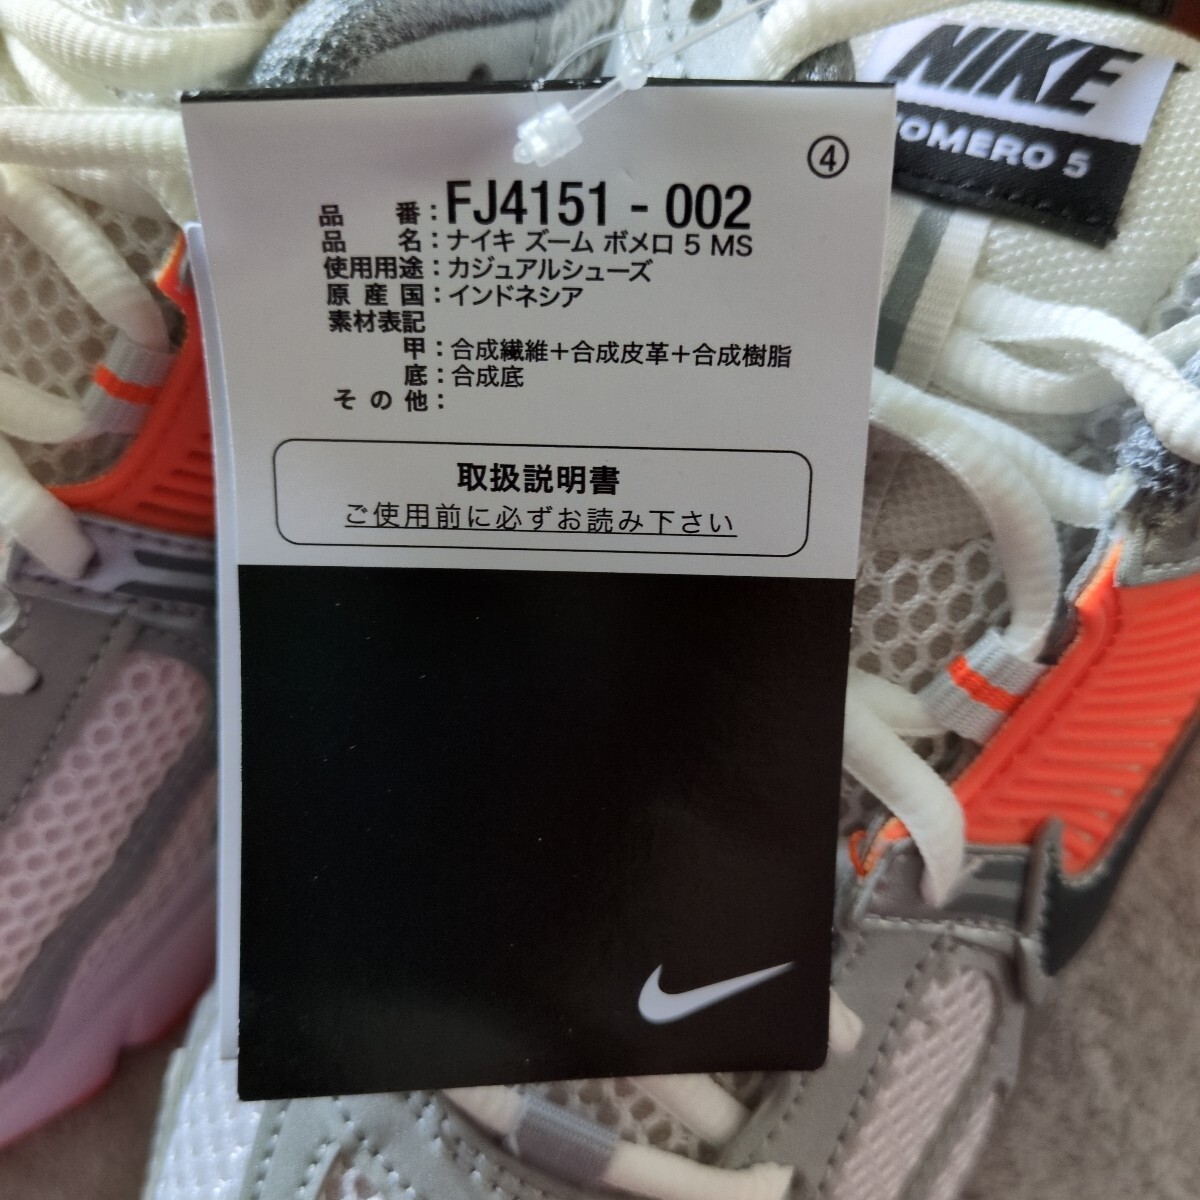 NIKE
VOMERO 5
④
品番：FJ4151 - 002
品名：ナイキ ズーム ボメロ 5 MS
使用用途：カジュアルシューズ
原産国：インドネシア
素材表記
甲：合成繊維＋合成皮革＋合成樹脂
底：合成底
その他：
取扱説明書
ご使用前に必ずお読み下さい